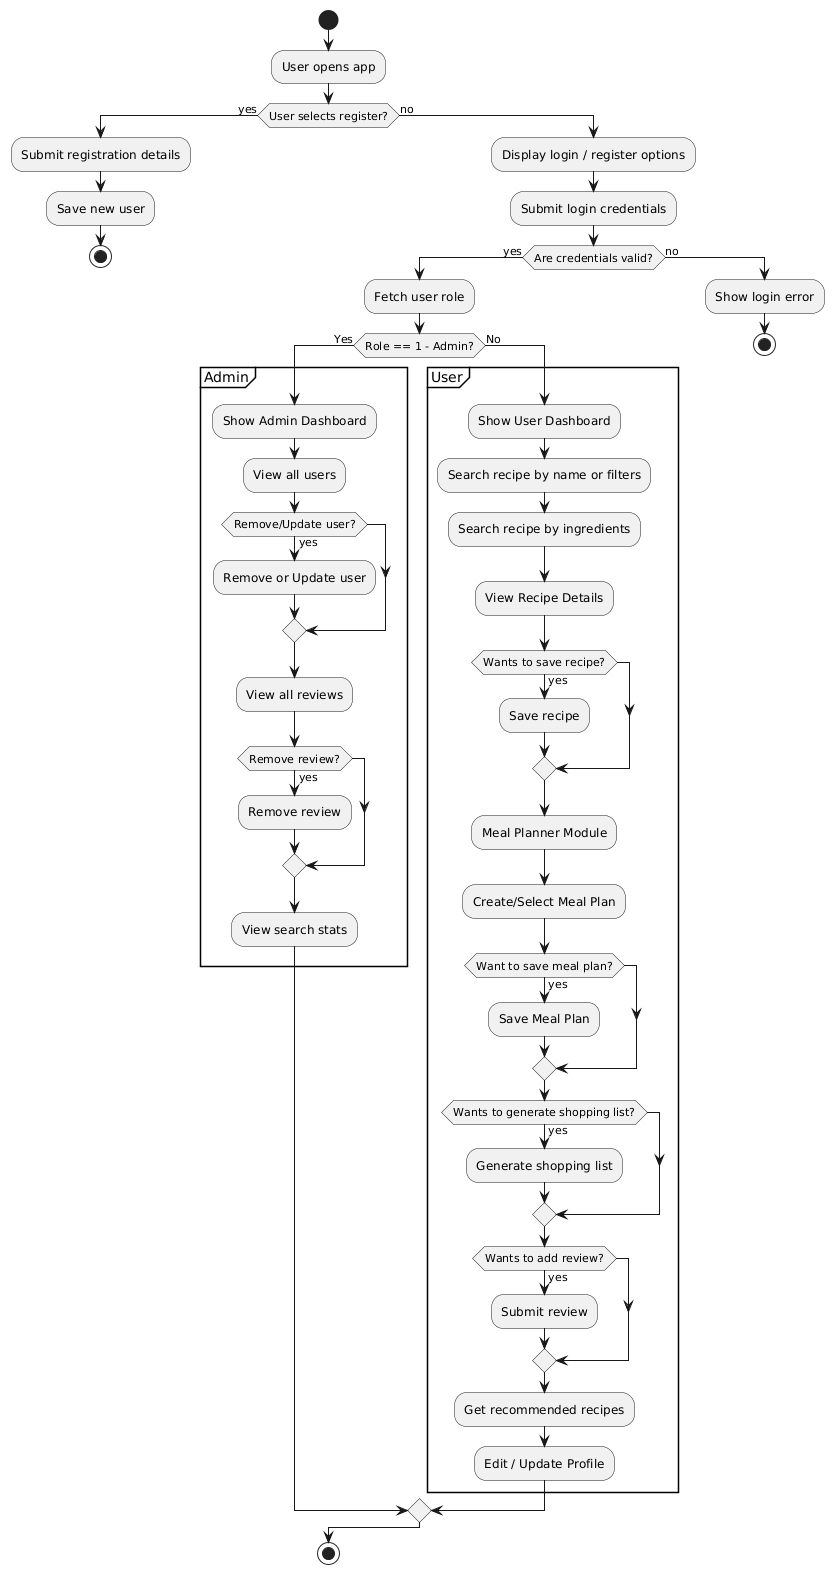 User opens app
yes
User selects register?
no
Submit registration details
Display login / register options
Save new user
Submit login credentials
yes
Are credentials valid?
no
Fetch user role
Show login error
Yes
Role == 1 - Admin?
No
Admin
Show Admin Dashboard
View all users
Remove/Update user?
yes
Remove or Update user
View all reviews
Remove review?
yes
Remove review
View search stats
User
Show User Dashboard
Search recipe by name or filters
Search recipe by ingredients
View Recipe Details
Wants to save recipe?
yes
Save recipe
Meal Planner Module
Create/Select Meal Plan
Want to save meal plan?
yes
Save Meal Plan
Wants to generate shopping list?
yes
Generate shopping list
Wants to add review?
yes
Submit review
Get recommended recipes
Edit / Update Profile